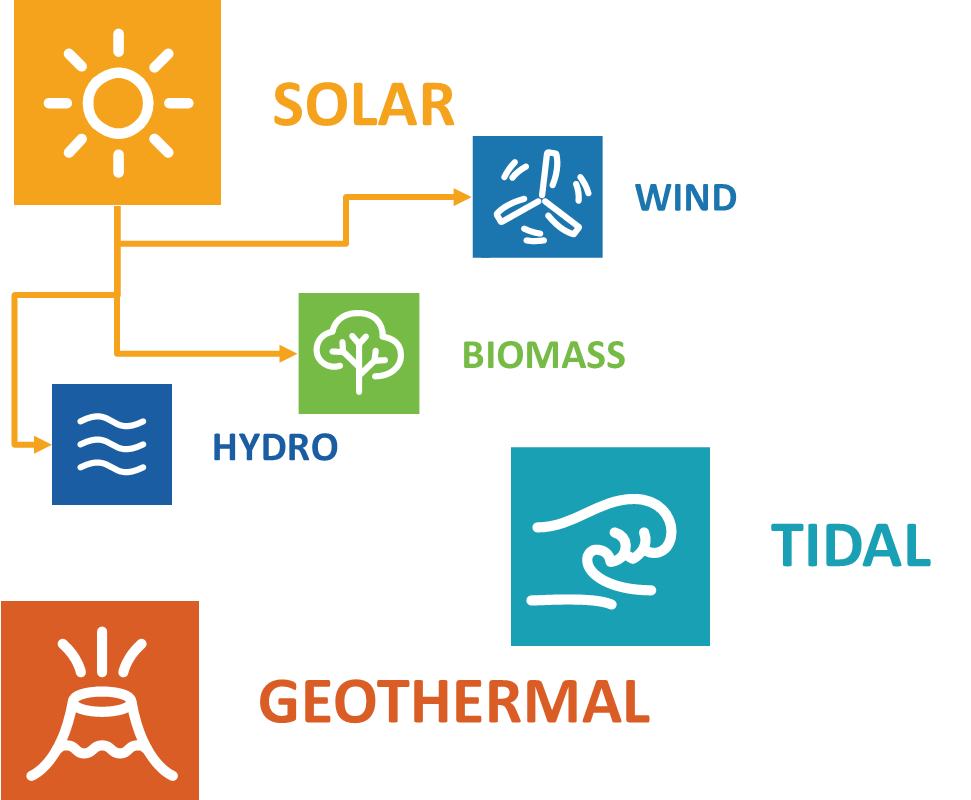 SOLAR
WIND
BIOMASS
HYDRO
TIDAL
GEOTHERMAL